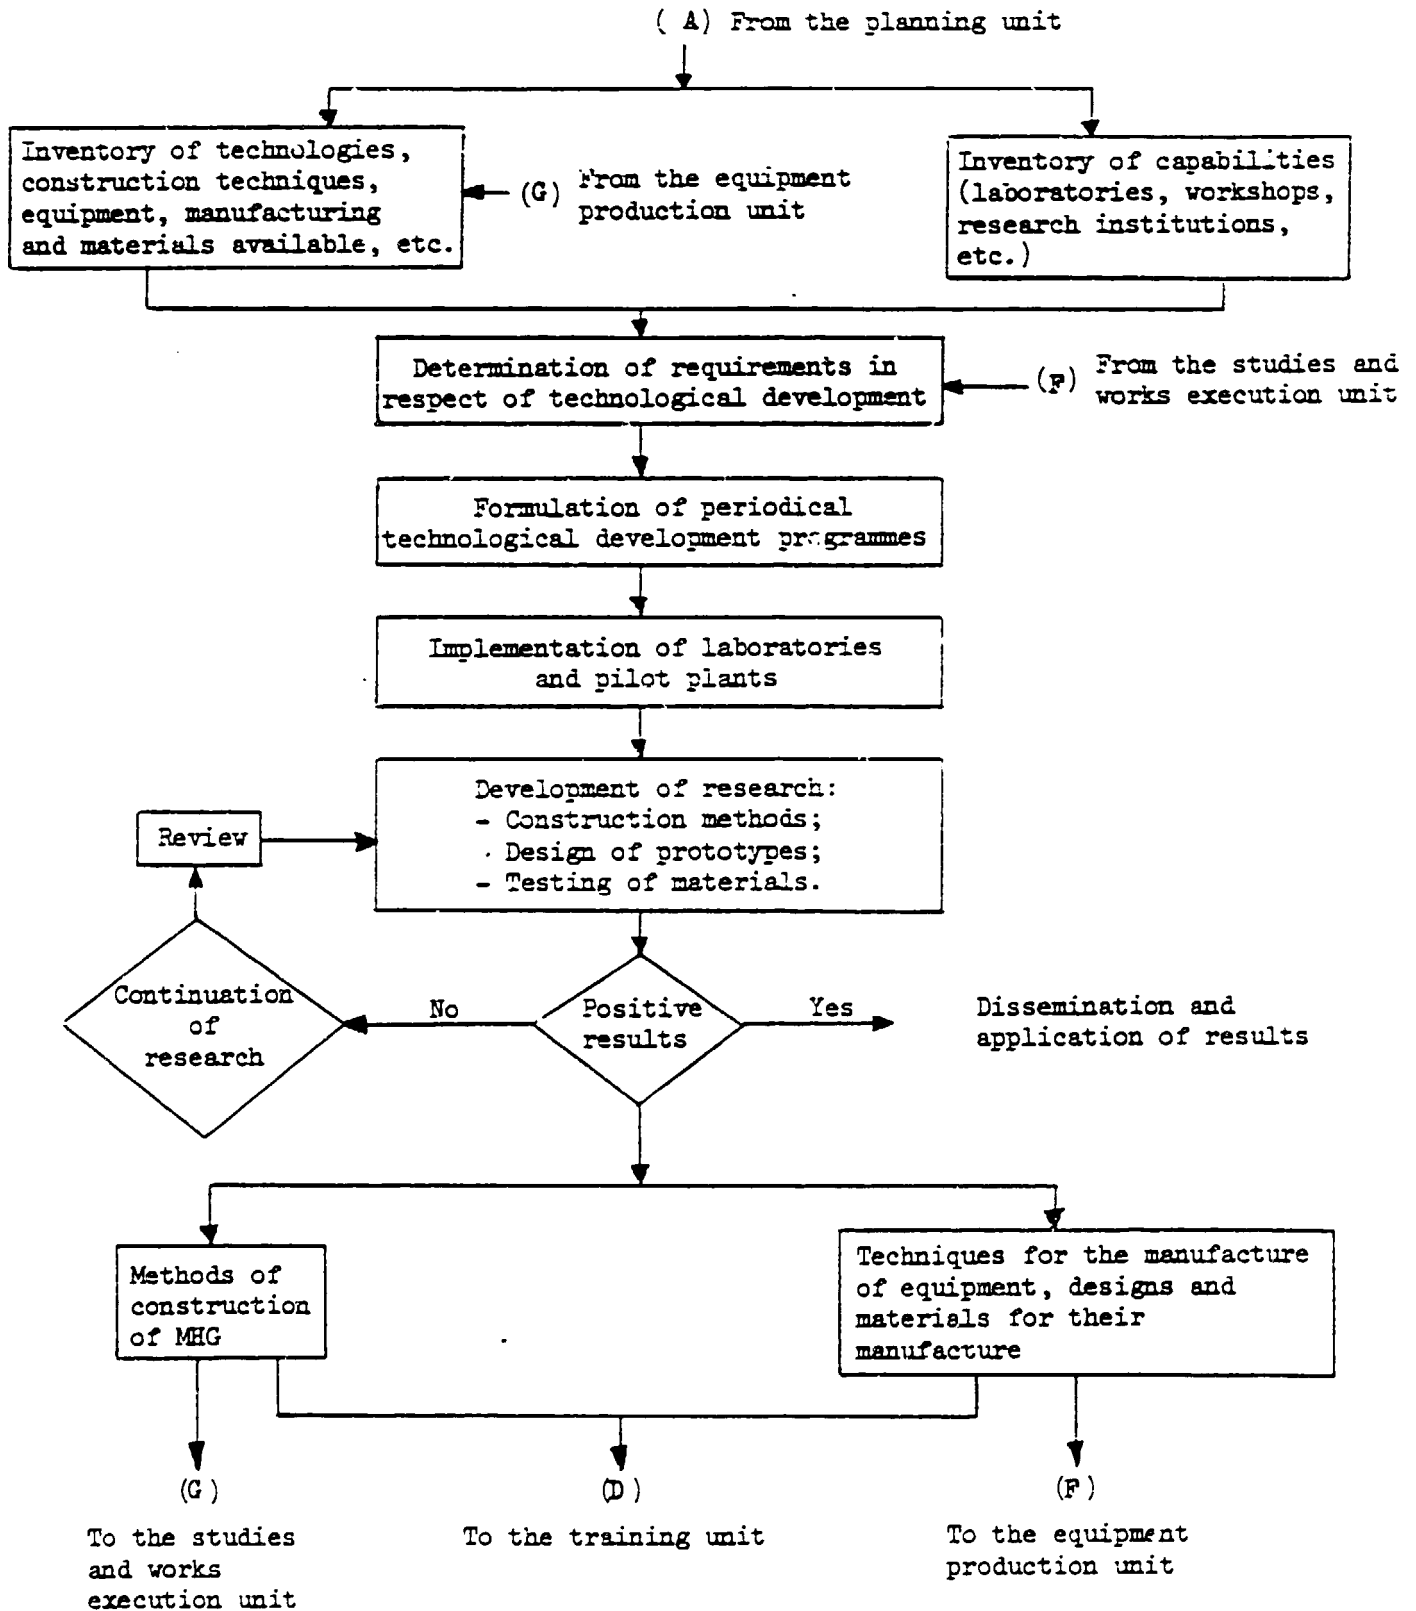 ( A) From the planning unit
Inventory of technologies,
construction techniques,
equipment, manufacturing
and materials available, etc.
(G) From the equipment
production unit
Inventory of capabilities
(laboratories, workshops,
research institutions,
etc.)
Determination of requirements in
respect of technological development
(F) From the studies and
works execution unit
Formulation of periodical
technological development programmes
Implementation of laboratories
and pilot plants
Development of research:
- Construction methods;
. Design of prototypes;
- Testing of materials.
Review
Continuation
of
research
No
Positive
results
Yes
Dissemination and
application of results
Methods of
construction
of MHG
Techniques for the manufacture
of equipment, designs and
materials for their
manufacture
(G)
To the studies
and works
execution unit
(D)
To the training unit
(F)
To the equipment
production unit